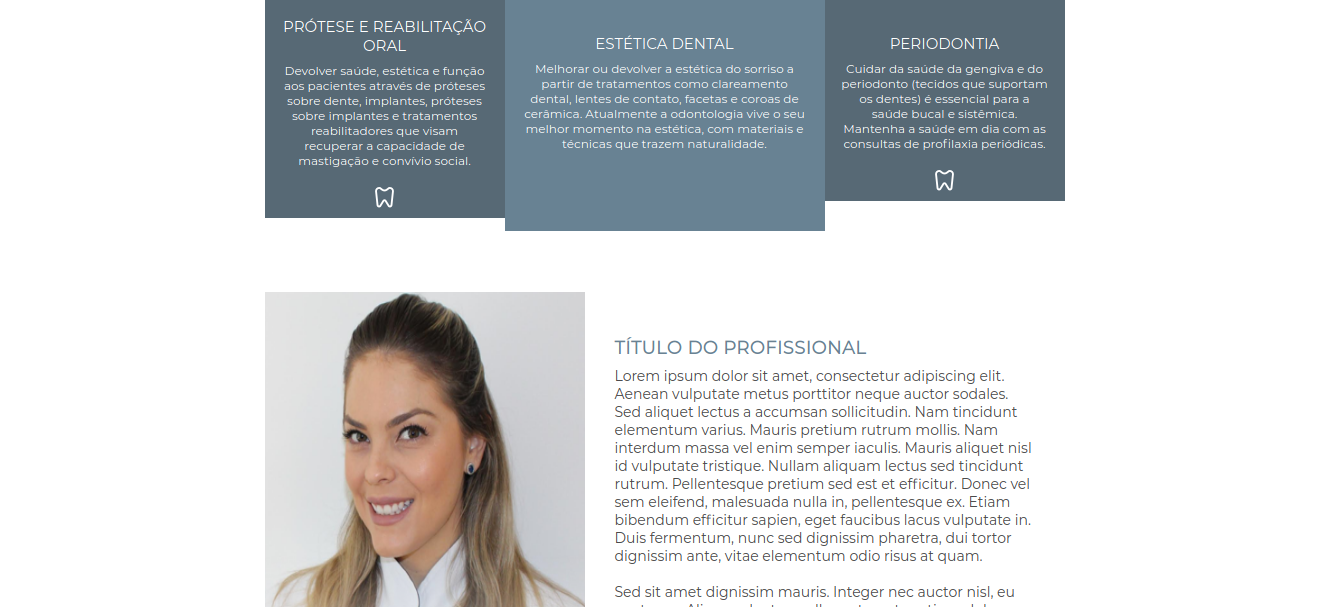 PRÓTESE E REABILITAÇÃO
ORAL
Devolver saúde, estética e função
aos pacientes através de próteses
sobre dente, implantes, próteses
sobre implantes e tratamentos
reabilitadores que visam
recuperar a capacidade de
mastigação e convívio social.
ESTÉTICA DENTAL
Melhorar ou devolver a estética do sorriso a
partir de tratamentos como clareamento
dental, lentes de contato, facetas e coroas de
cerâmica. Atualmente a odontologia vive o seu
melhor momento na estética, com materiais e
técnicas que trazem naturalidade.
PERIODONTIA
Cuidar da saúde da gengiva e do
periodonto (tecidos que suportam
os dentes) é essencial para a
saúde bucal e sistêmica.
Mantenha a saúde em dia com as
consultas de profilaxia periódicas.
TÍTULO DO PROFISSIONAL
Lorem ipsum dolor sit amet, consectetur adipiscing elit.
Aenean vulputate metus porttitor neque auctor sodales.
Sed aliquet lectus a accumsan sollicitudin. Nam tincidunt
elementum varius. Mauris pretium rutrum mollis. Nam
interdum massa vel enim semper iaculis. Mauris aliquet nisl
id vulputate tristique. Nullam aliquam lectus sed tincidunt
rutrum. Pellentesque pretium sed est et efficitur. Donec vel
sem eleifend, malesuada nulla in, pellentesque ex. Etiam
bibendum efficitur sapien, eget faucibus lacus vulputate in.
Duis fermentum, nunc sed dignissim pharetra, dui tortor
dignissim ante, vitae elementum odio risus at quam.
Sed sit amet dignissim mauris. Integer nec auctor nisl, eu